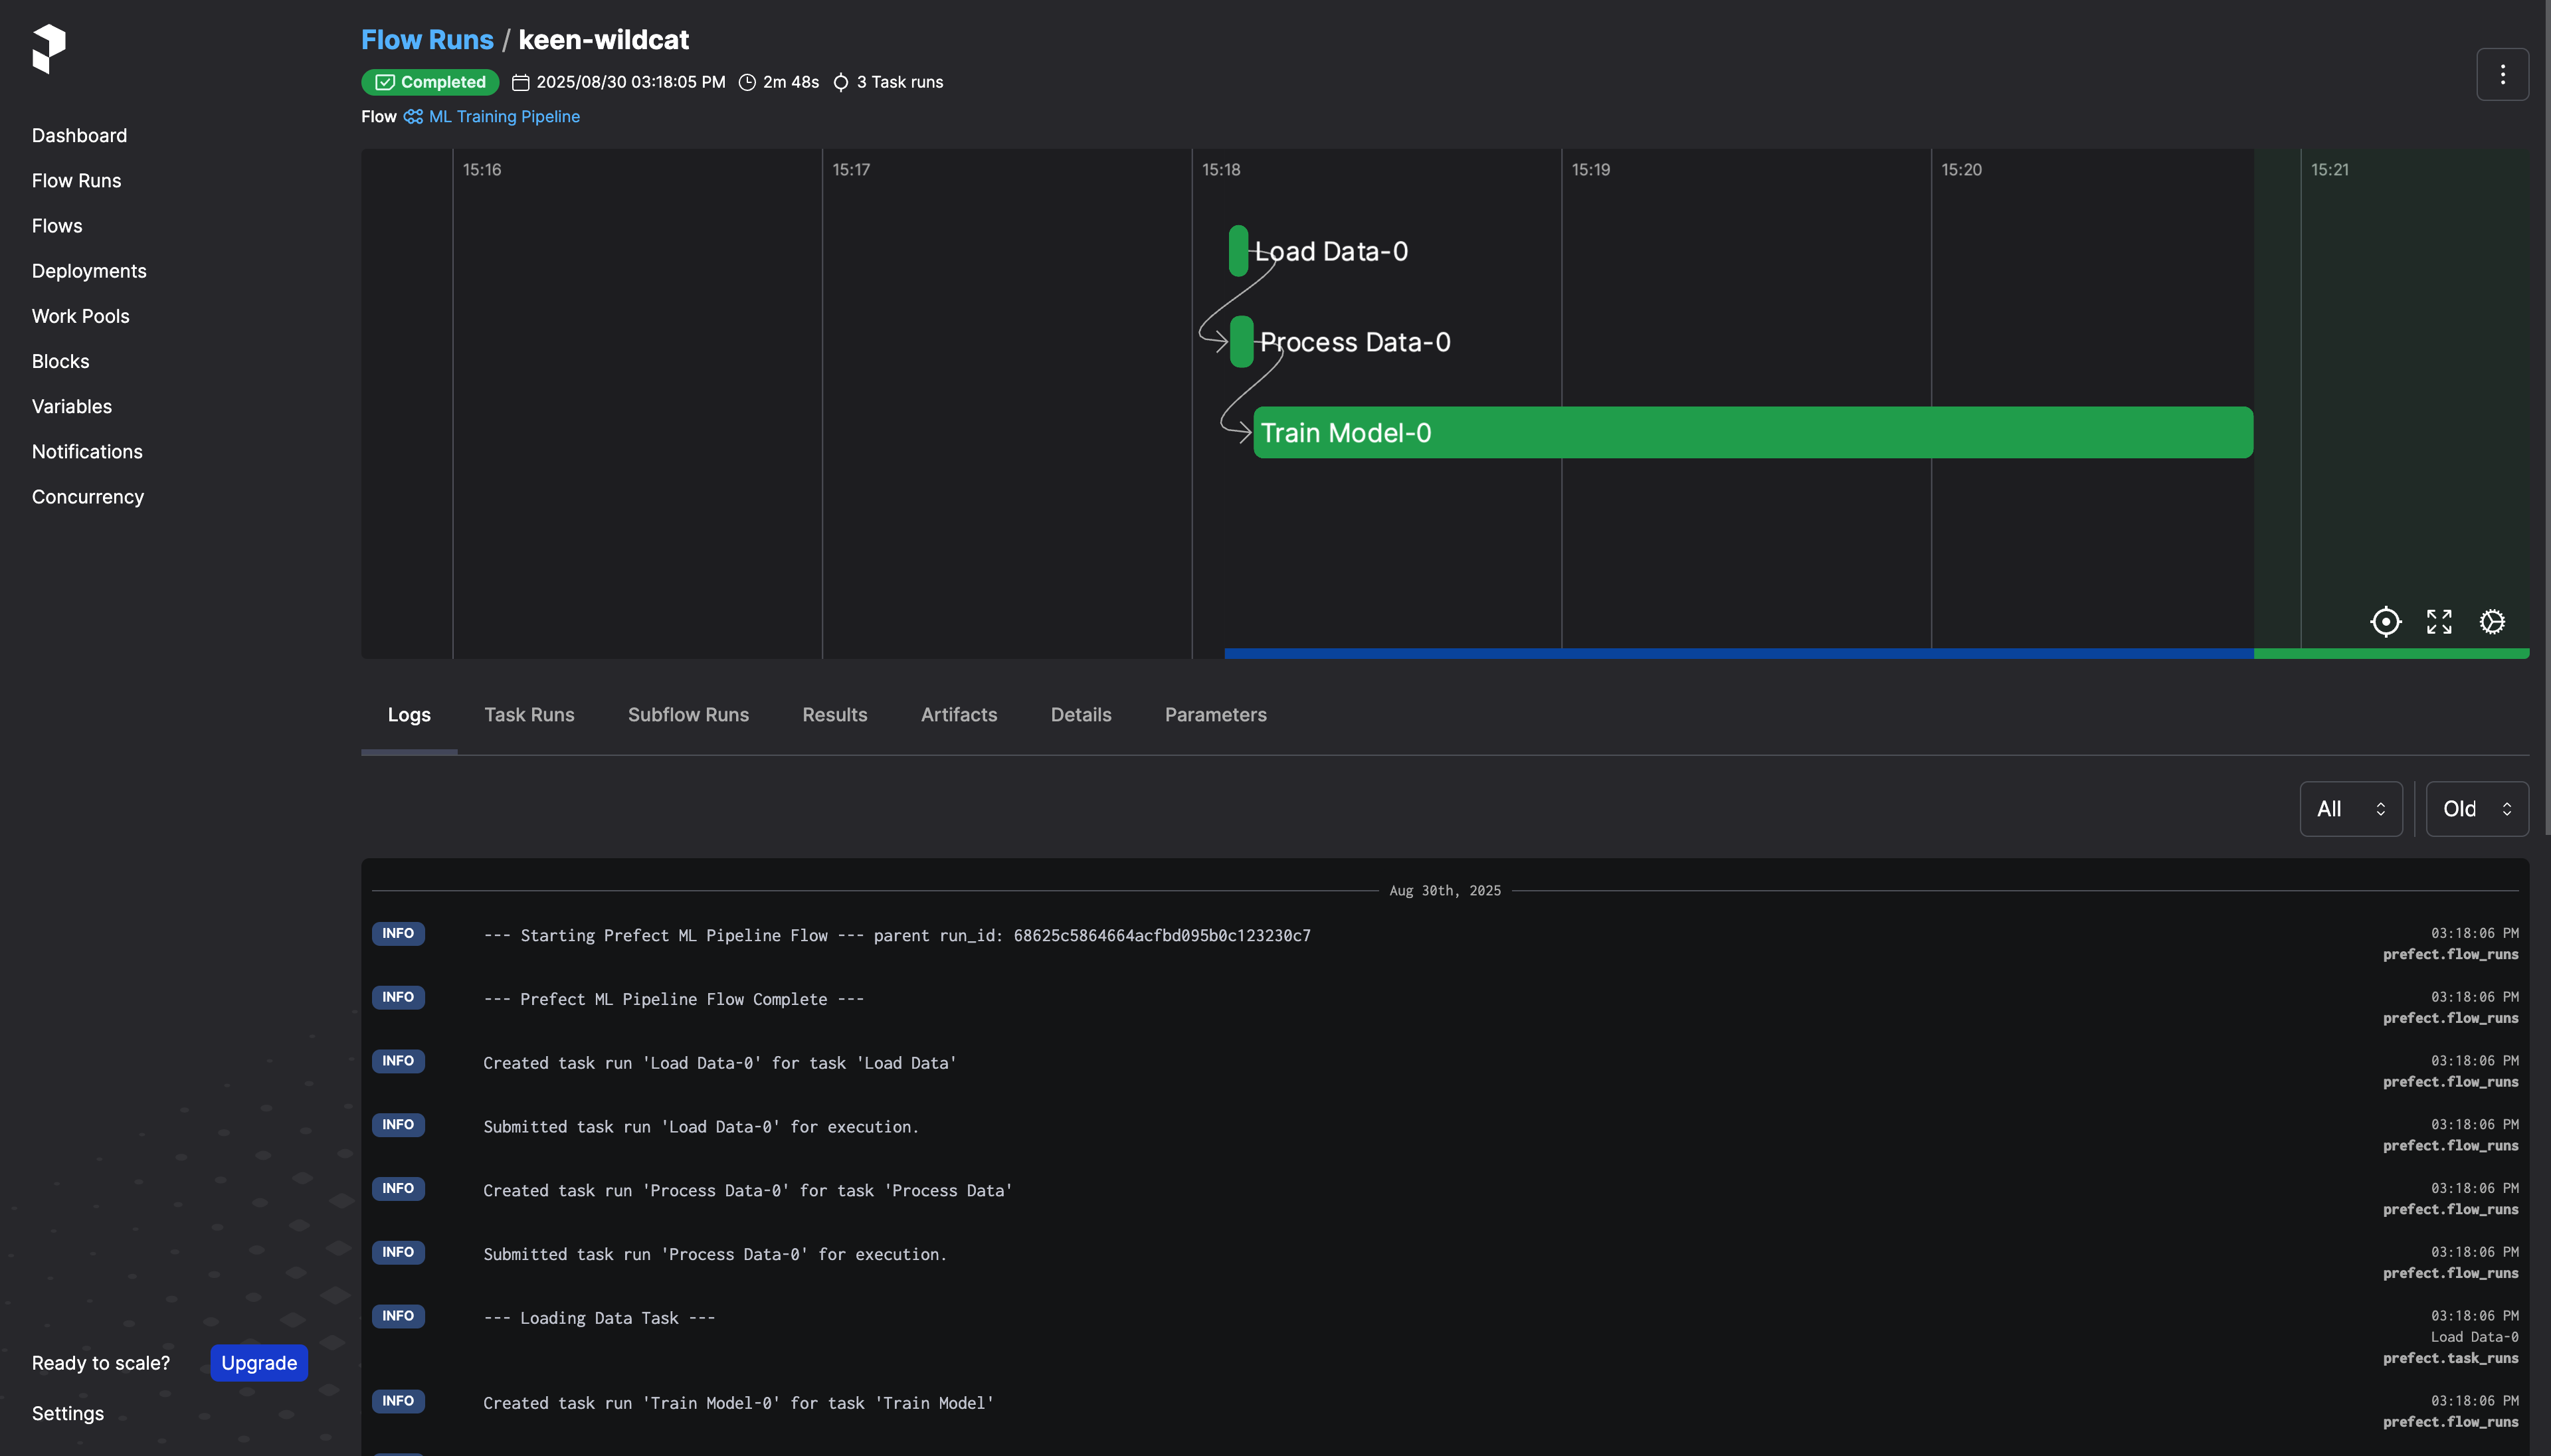 Flow Runs / keen-wildcat
Completed 2025/08/30 03:18:05 PM 2m 48s 3 Task runs
Flow ML Training Pipeline
Dashboard
Flow Runs
Flows
Deployments
Work Pools
Blocks
Variables
Notifications
Concurrency
Ready to scale? Upgrade
Settings
15:16 15:17 15:18 15:19 15:20 15:21
Load Data-0
Process Data-0
Train Model-0
Logs Task Runs Subflow Runs Results Artifacts Details Parameters
All Old
Aug 30th, 2025
INFO --- Starting Prefect ML Pipeline Flow --- parent run_id: 68625c5864664acfbd095b0c123230c7 03:18:06 PM
prefect.flow_runs
INFO --- Prefect ML Pipeline Flow Complete --- 03:18:06 PM
prefect.flow_runs
INFO Created task run 'Load Data-0' for task 'Load Data' 03:18:06 PM
prefect.flow_runs
INFO Submitted task run 'Load Data-0' for execution. 03:18:06 PM
prefect.flow_runs
INFO Created task run 'Process Data-0' for task 'Process Data' 03:18:06 PM
prefect.flow_runs
INFO Submitted task run 'Process Data-0' for execution. 03:18:06 PM
prefect.flow_runs
INFO --- Loading Data Task --- 03:18:06 PM
Load Data-0
prefect.task_runs
INFO Created task run 'Train Model-0' for task 'Train Model' 03:18:06 PM
prefect.flow_runs